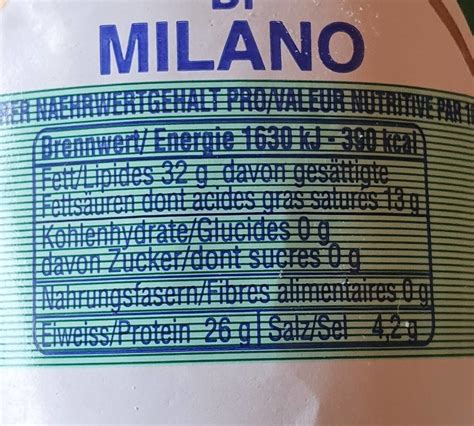 DI
MILANO
NAEHRWERTGEHALT PRO/VALEUR NUTRITIVE PAR
Brennwert/ Energie 1630 kJ - 390 kcal
Fett/Lipides 32 g davon gesättigte
Fettsäuren dont acides gras saturés 13 g
Kohlenhydrate/Glucides 0 g
davon Zucker/dont sucres 0 g
Nahrungsfasern/Fibres alimentaires 0 g
Eiweiss/Protein 26 g Salz/Sel 4,2 g